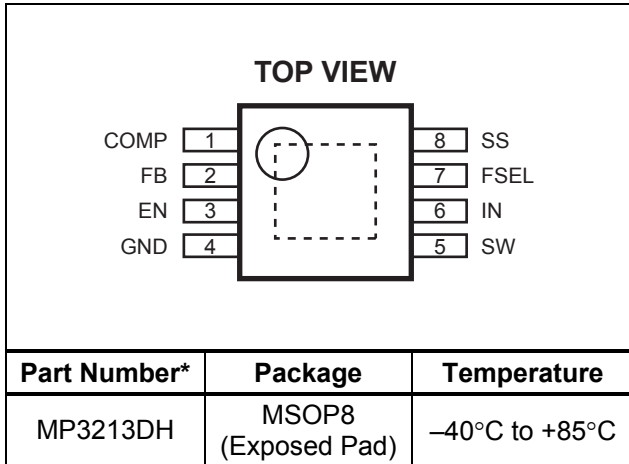 TOP VIEW
COMP 1 8 SS
FB 2 7 FSEL
EN 3 6 IN
GND 4 5 SW
Part Number* Package Temperature
MP3213DH MSOP8 (Exposed Pad) –40°C to +85°C